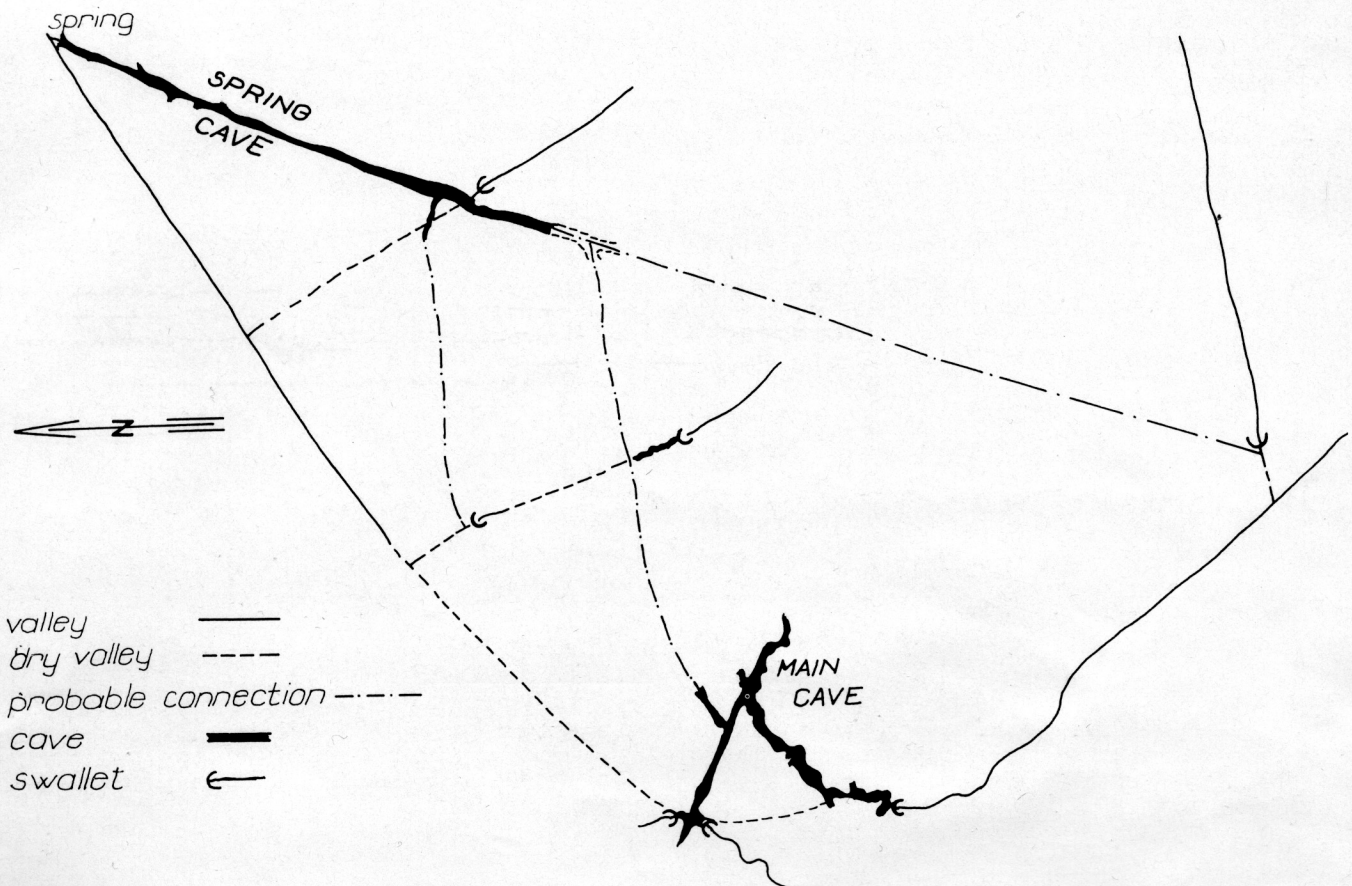 spring
SPRING
CAVE
N
valley
dry valley
probable connection
cave
swallet
MAIN
CAVE